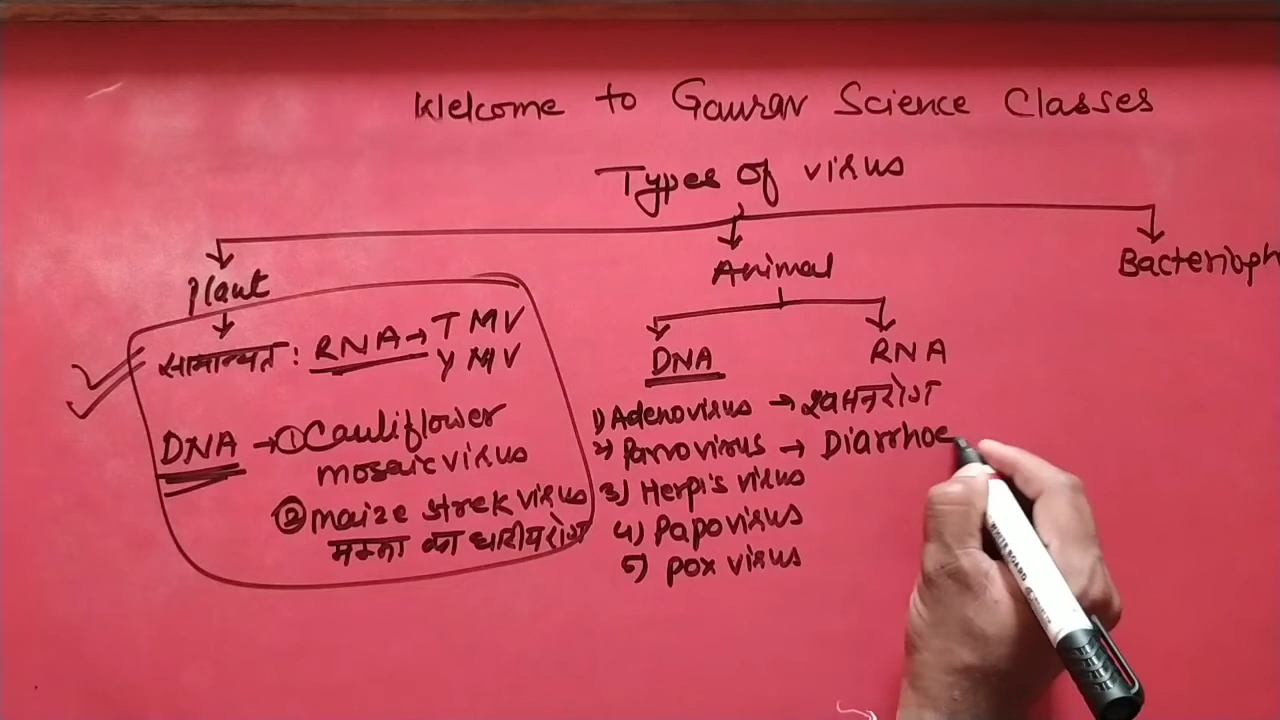 Welcome to Gaurav Science Classes
Types of virus
Plant
Animal
Bacterioph
सामान्यत : RNA → TMV
YMV
DNA → ① Cauliflower
mosaic virus
② maize strek virus
मक्का का धारीय रोग
DNA
RNA
1) Adenovirus → श्वसन रोग
2) Parvovirus → Diarrhoe
3) Herpi's virus
4) Papovirus
5) Pox virus